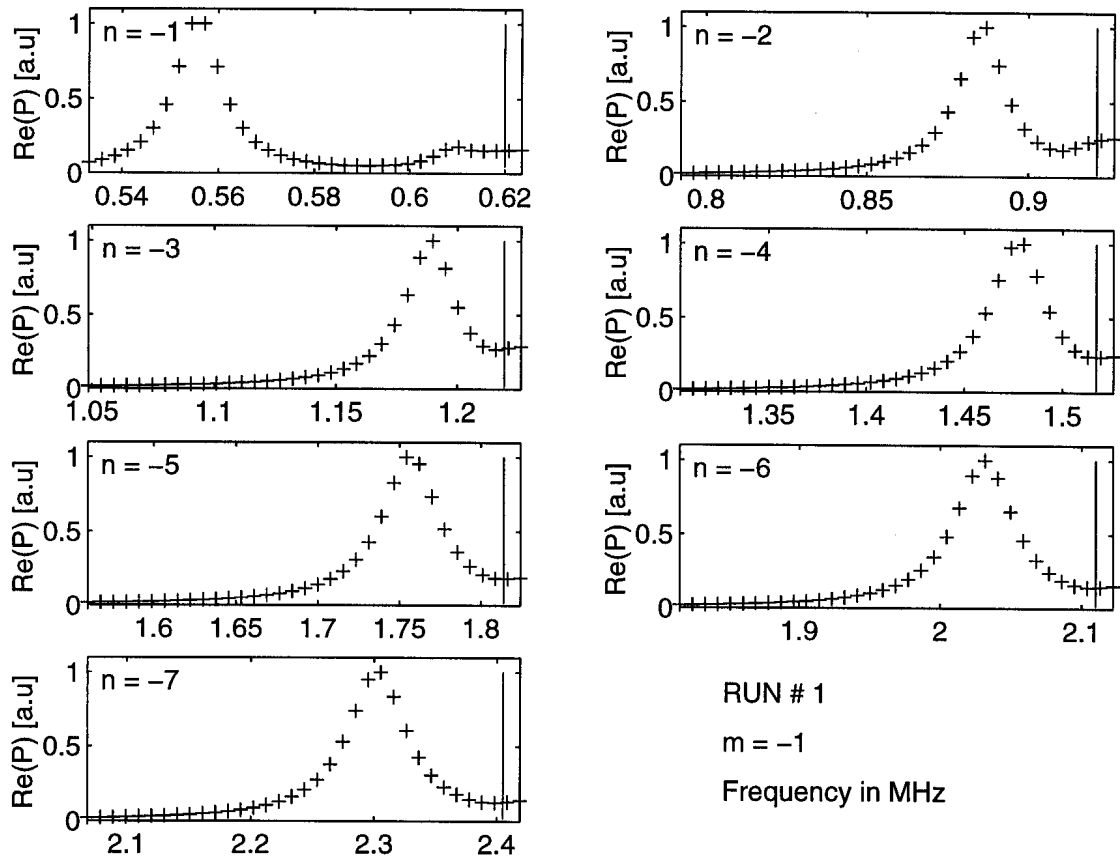 Re(P) [a.u]
1
0.5
0
n = −1
0.54 0.56 0.58 0.6 0.62
Re(P) [a.u]
1
0.5
0
n = −2
0.8 0.85 0.9
Re(P) [a.u]
1
0.5
0
n = −3
1.05 1.1 1.15 1.2
Re(P) [a.u]
1
0.5
0
n = −4
1.35 1.4 1.45 1.5
Re(P) [a.u]
1
0.5
0
n = −5
1.6 1.65 1.7 1.75 1.8
Re(P) [a.u]
1
0.5
0
n = −6
1.9 2 2.1
Re(P) [a.u]
1
0.5
0
n = −7
2.1 2.2 2.3 2.4
RUN # 1
m = −1
Frequency in MHz